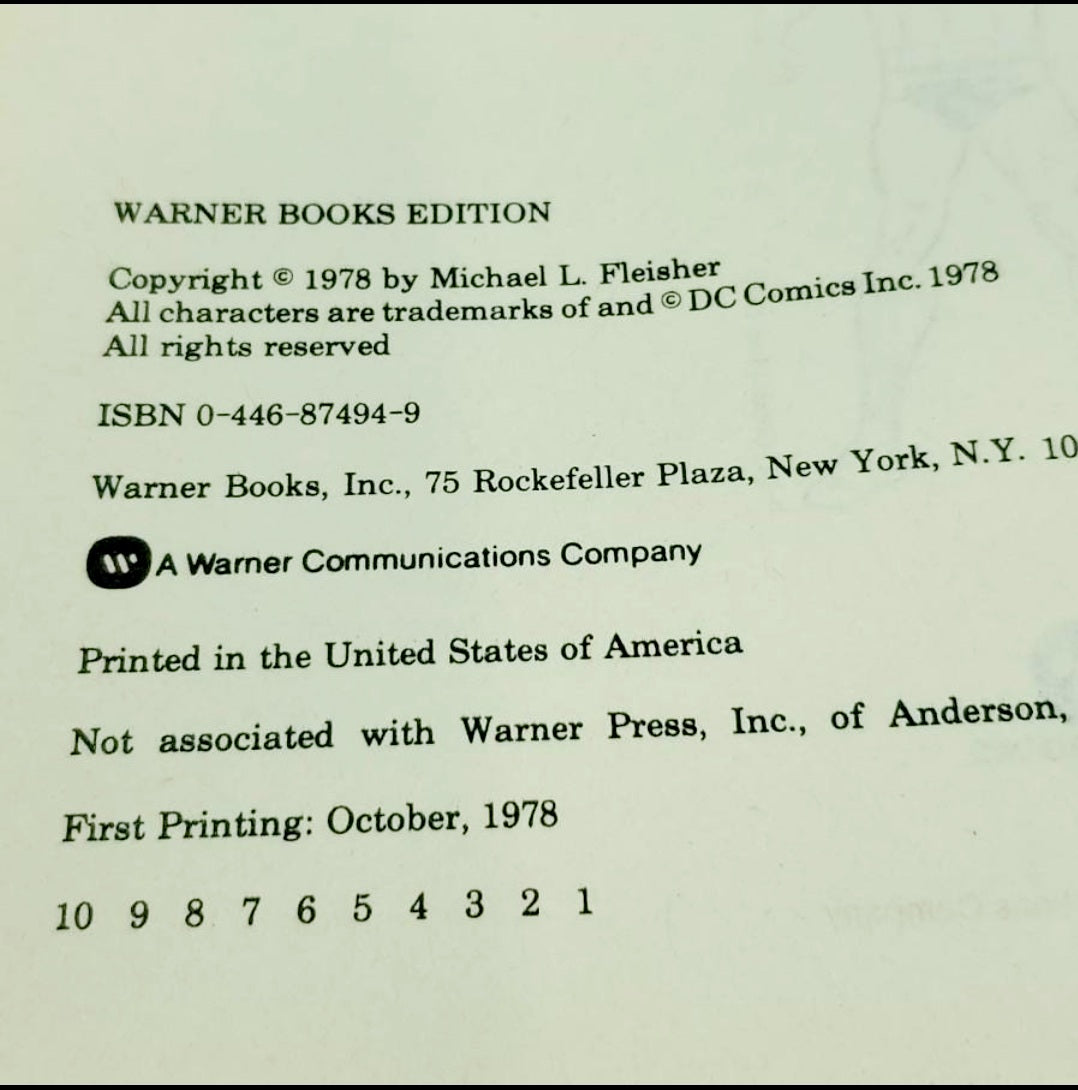 WARNER BOOKS EDITION
Copyright © 1978 by Michael L. Fleisher
All characters are trademarks of and © DC Comics Inc. 1978
All rights reserved
ISBN 0-446-87494-9
Warner Books, Inc., 75 Rockefeller Plaza, New York, N.Y. 10
A Warner Communications Company
Printed in the United States of America
Not associated with Warner Press, Inc., of Anderson,
First Printing: October, 1978
10 9 8 7 6 5 4 3 2 1